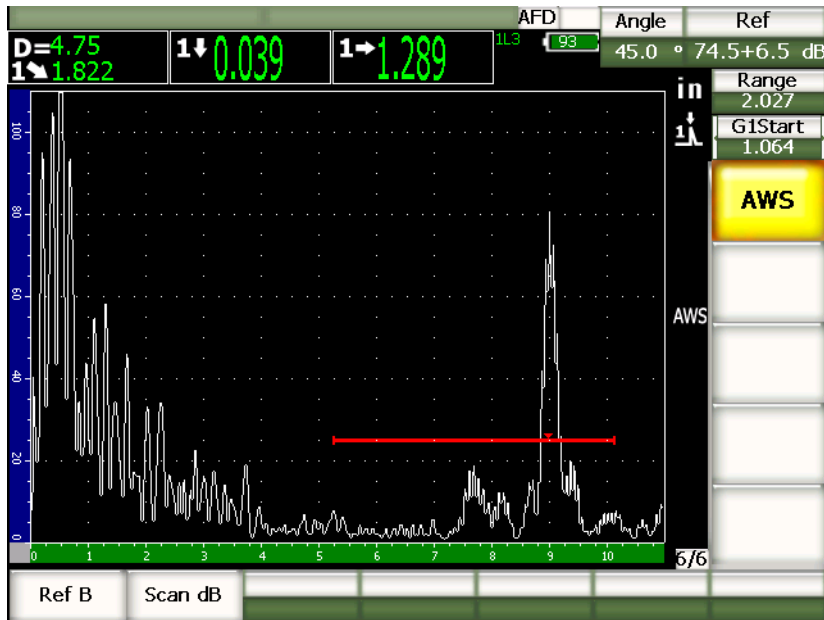 AFD Angle Ref
D=4.75 1 0.039 1 1.289 1L3 93 45.0 ° 74.5+6.5 dB
1 1.822
in Range
2.027
1 G1Start
1.064
AWS
AWS
100
80
60
40
20
0
0 1 2 3 4 5 6 7 8 9 10
6/6
Ref B Scan dB